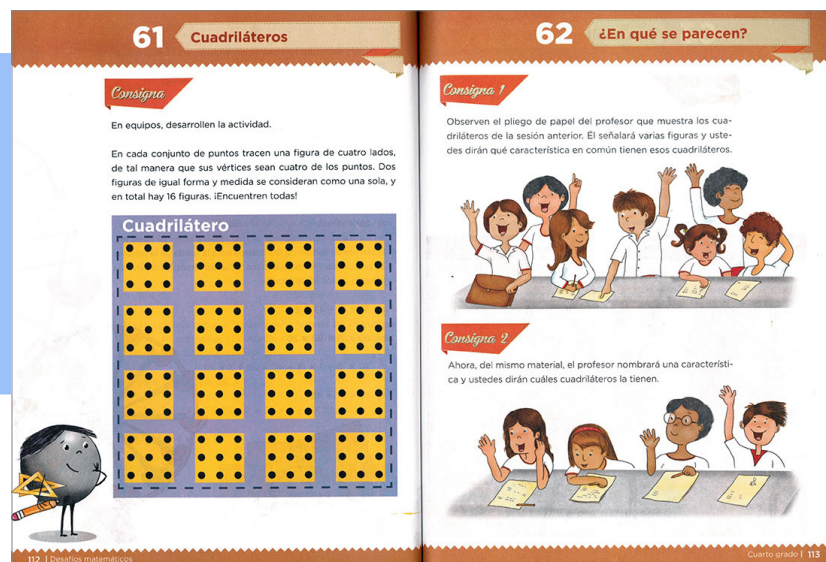 61 Cuadriláteros
Consigna
En equipos, desarrollen la actividad.
En cada conjunto de puntos tracen una figura de cuatro lados,
de tal manera que sus vértices sean cuatro de los puntos. Dos
figuras de igual forma y medida se consideran como una sola, y
en total hay 16 figuras. ¡Encuentren todas!
Cuadrilátero
112 | Desafíos matemáticos
62 ¿En qué se parecen?
Consigna 1
Observen el pliego de papel del profesor que muestra los cua-
driláteros de la sesión anterior. Él señalará varias figuras y uste-
des dirán qué característica en común tienen esos cuadriláteros.
Consigna 2
Ahora, del mismo material, el profesor nombrará una característi-
ca y ustedes dirán cuáles cuadriláteros la tienen.
Cuarto grado | 113